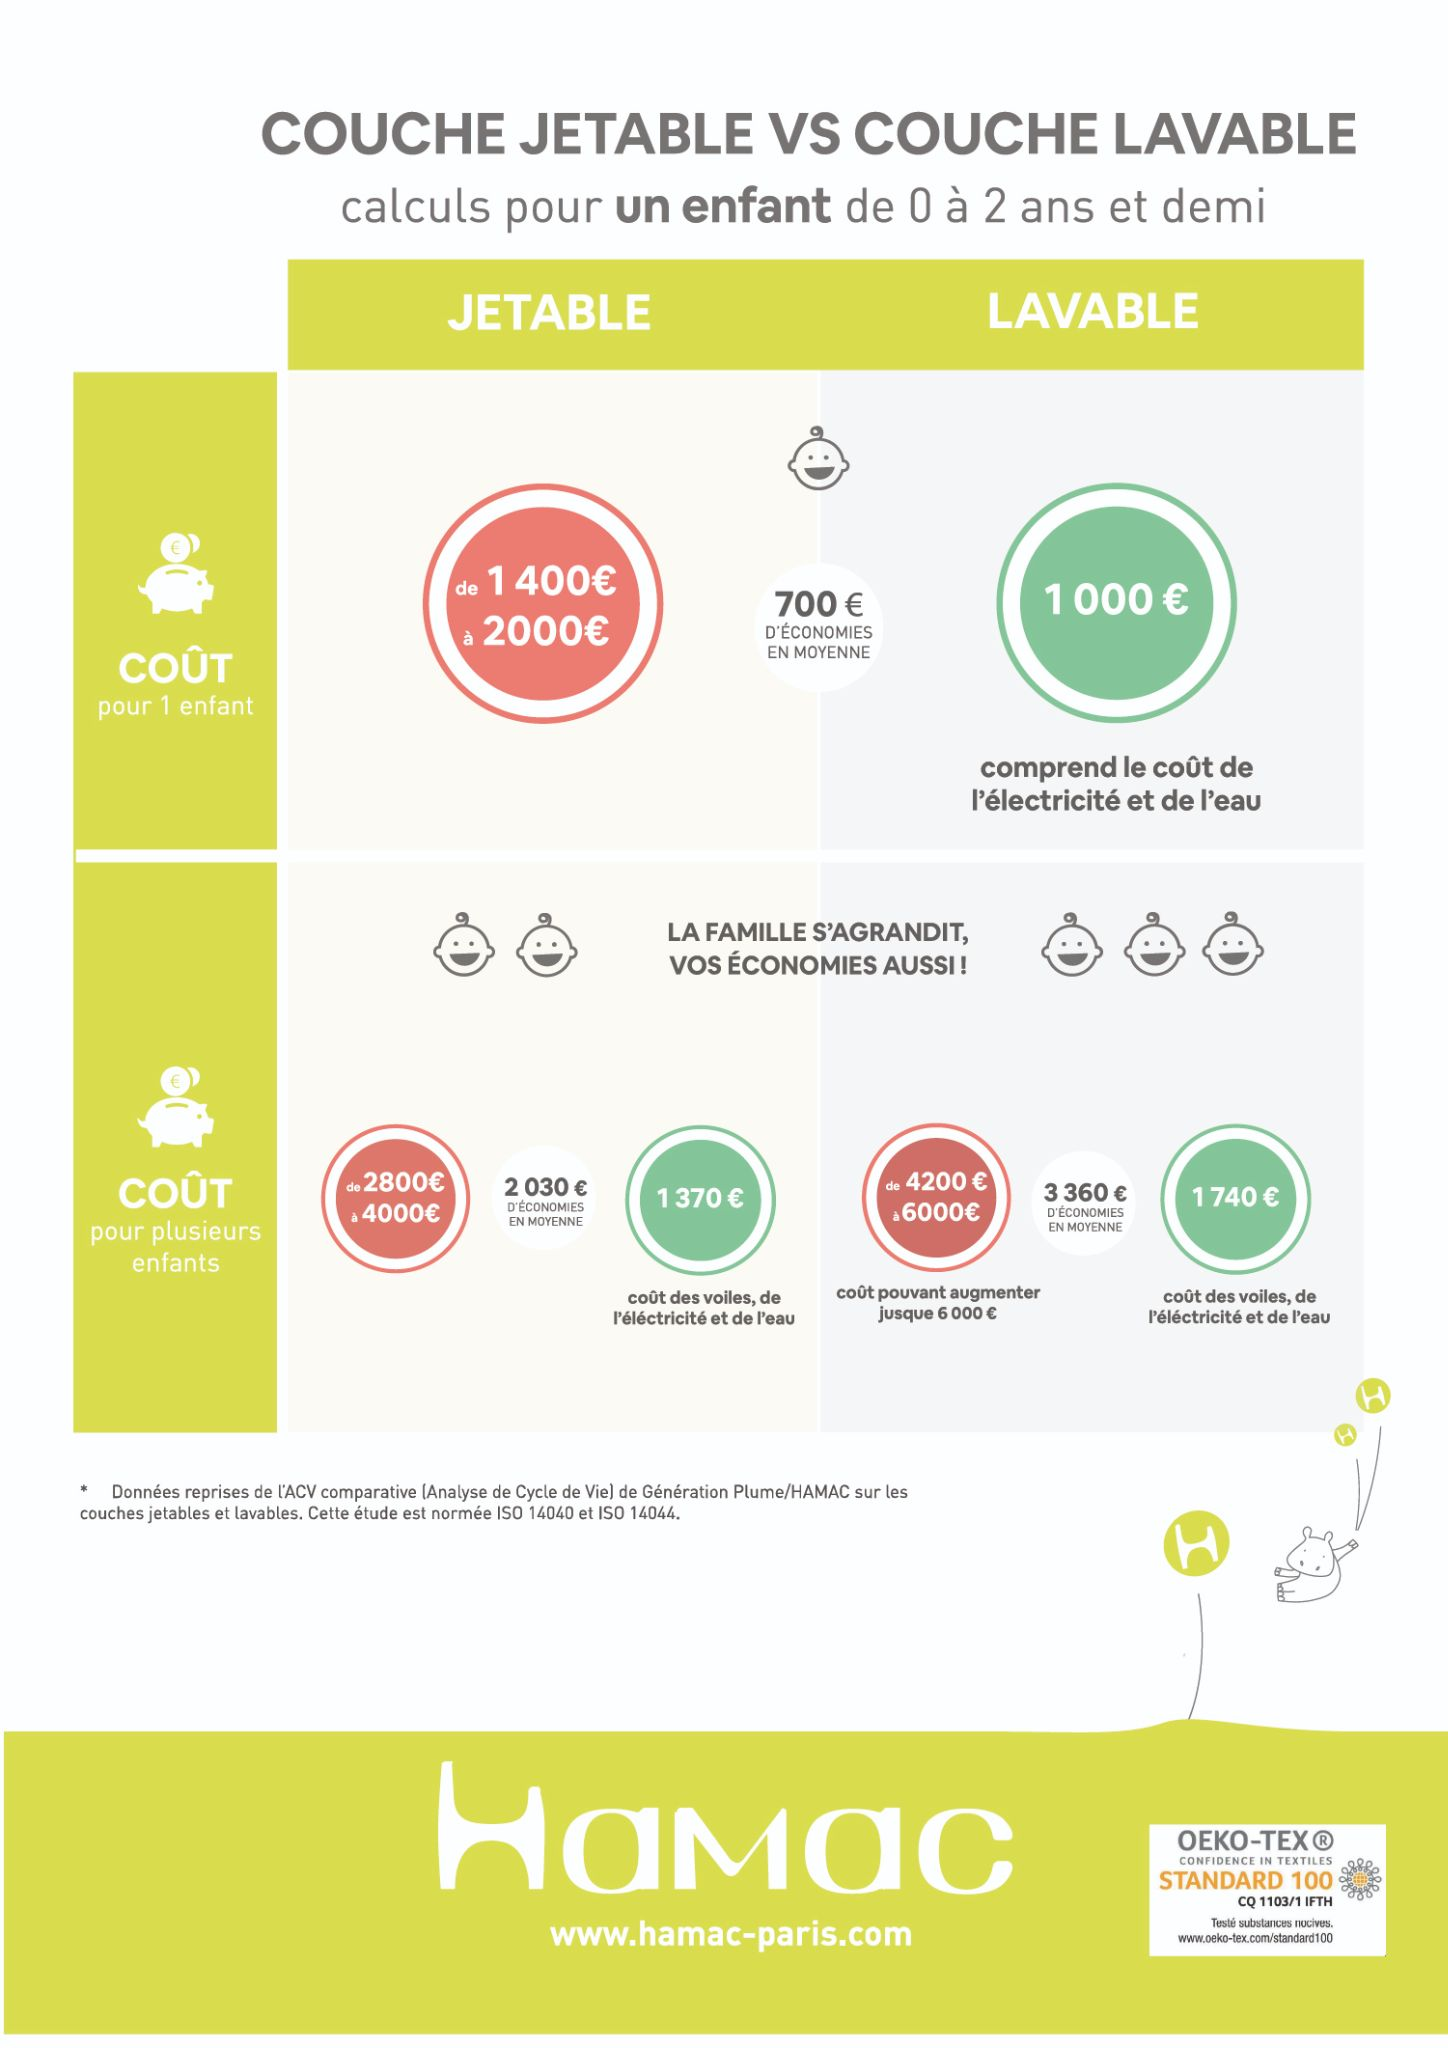 COUCHE JETABLE VS COUCHE LAVABLE
calculs pour un enfant de 0 à 2 ans et demi
JETABLE
LAVABLE
€
COÛT
pour 1 enfant
de 1 400€
à 2000€
700 €
D'ÉCONOMIES
EN MOYENNE
1 000 €
comprend le coût de
l'électricité et de l'eau
LA FAMILLE S'AGRANDIT,
VOS ÉCONOMIES AUSSI !
€
COÛT
pour plusieurs
enfants
de 2800€
à 4000€
2 030 €
D'ÉCONOMIES
EN MOYENNE
1 370 €
coût des voiles, de
l'éléctricité et de l'eau
de 4200 €
à 6000€
coût pouvant augmenter
jusque 6 000 €
3 360 €
D'ÉCONOMIES
EN MOYENNE
1 740 €
coût des voiles, de
l'éléctricité et de l'eau
* Données reprises de l'ACV comparative (Analyse de Cycle de Vie) de Génération Plume/HAMAC sur les
couches jetables et lavables. Cette étude est normée ISO 14040 et ISO 14044.
H
H
H
Hamac
www.hamac-paris.com
OEKO-TEX®
CONFIDENCE IN TEXTILES
STANDARD 100
CQ 1103/1 IFTH
Testé substances nocives.
www.oeko-tex.com/standard100